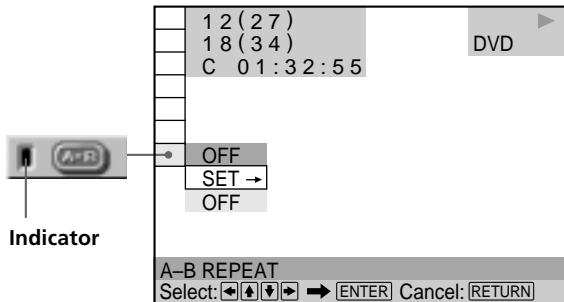 12(27)
18(34)
C 01:32:55
DVD
OFF
SET →
OFF
Indicator
A–B REPEAT
Select: ←↑↓→ ➡ ENTER Cancel: RETURN